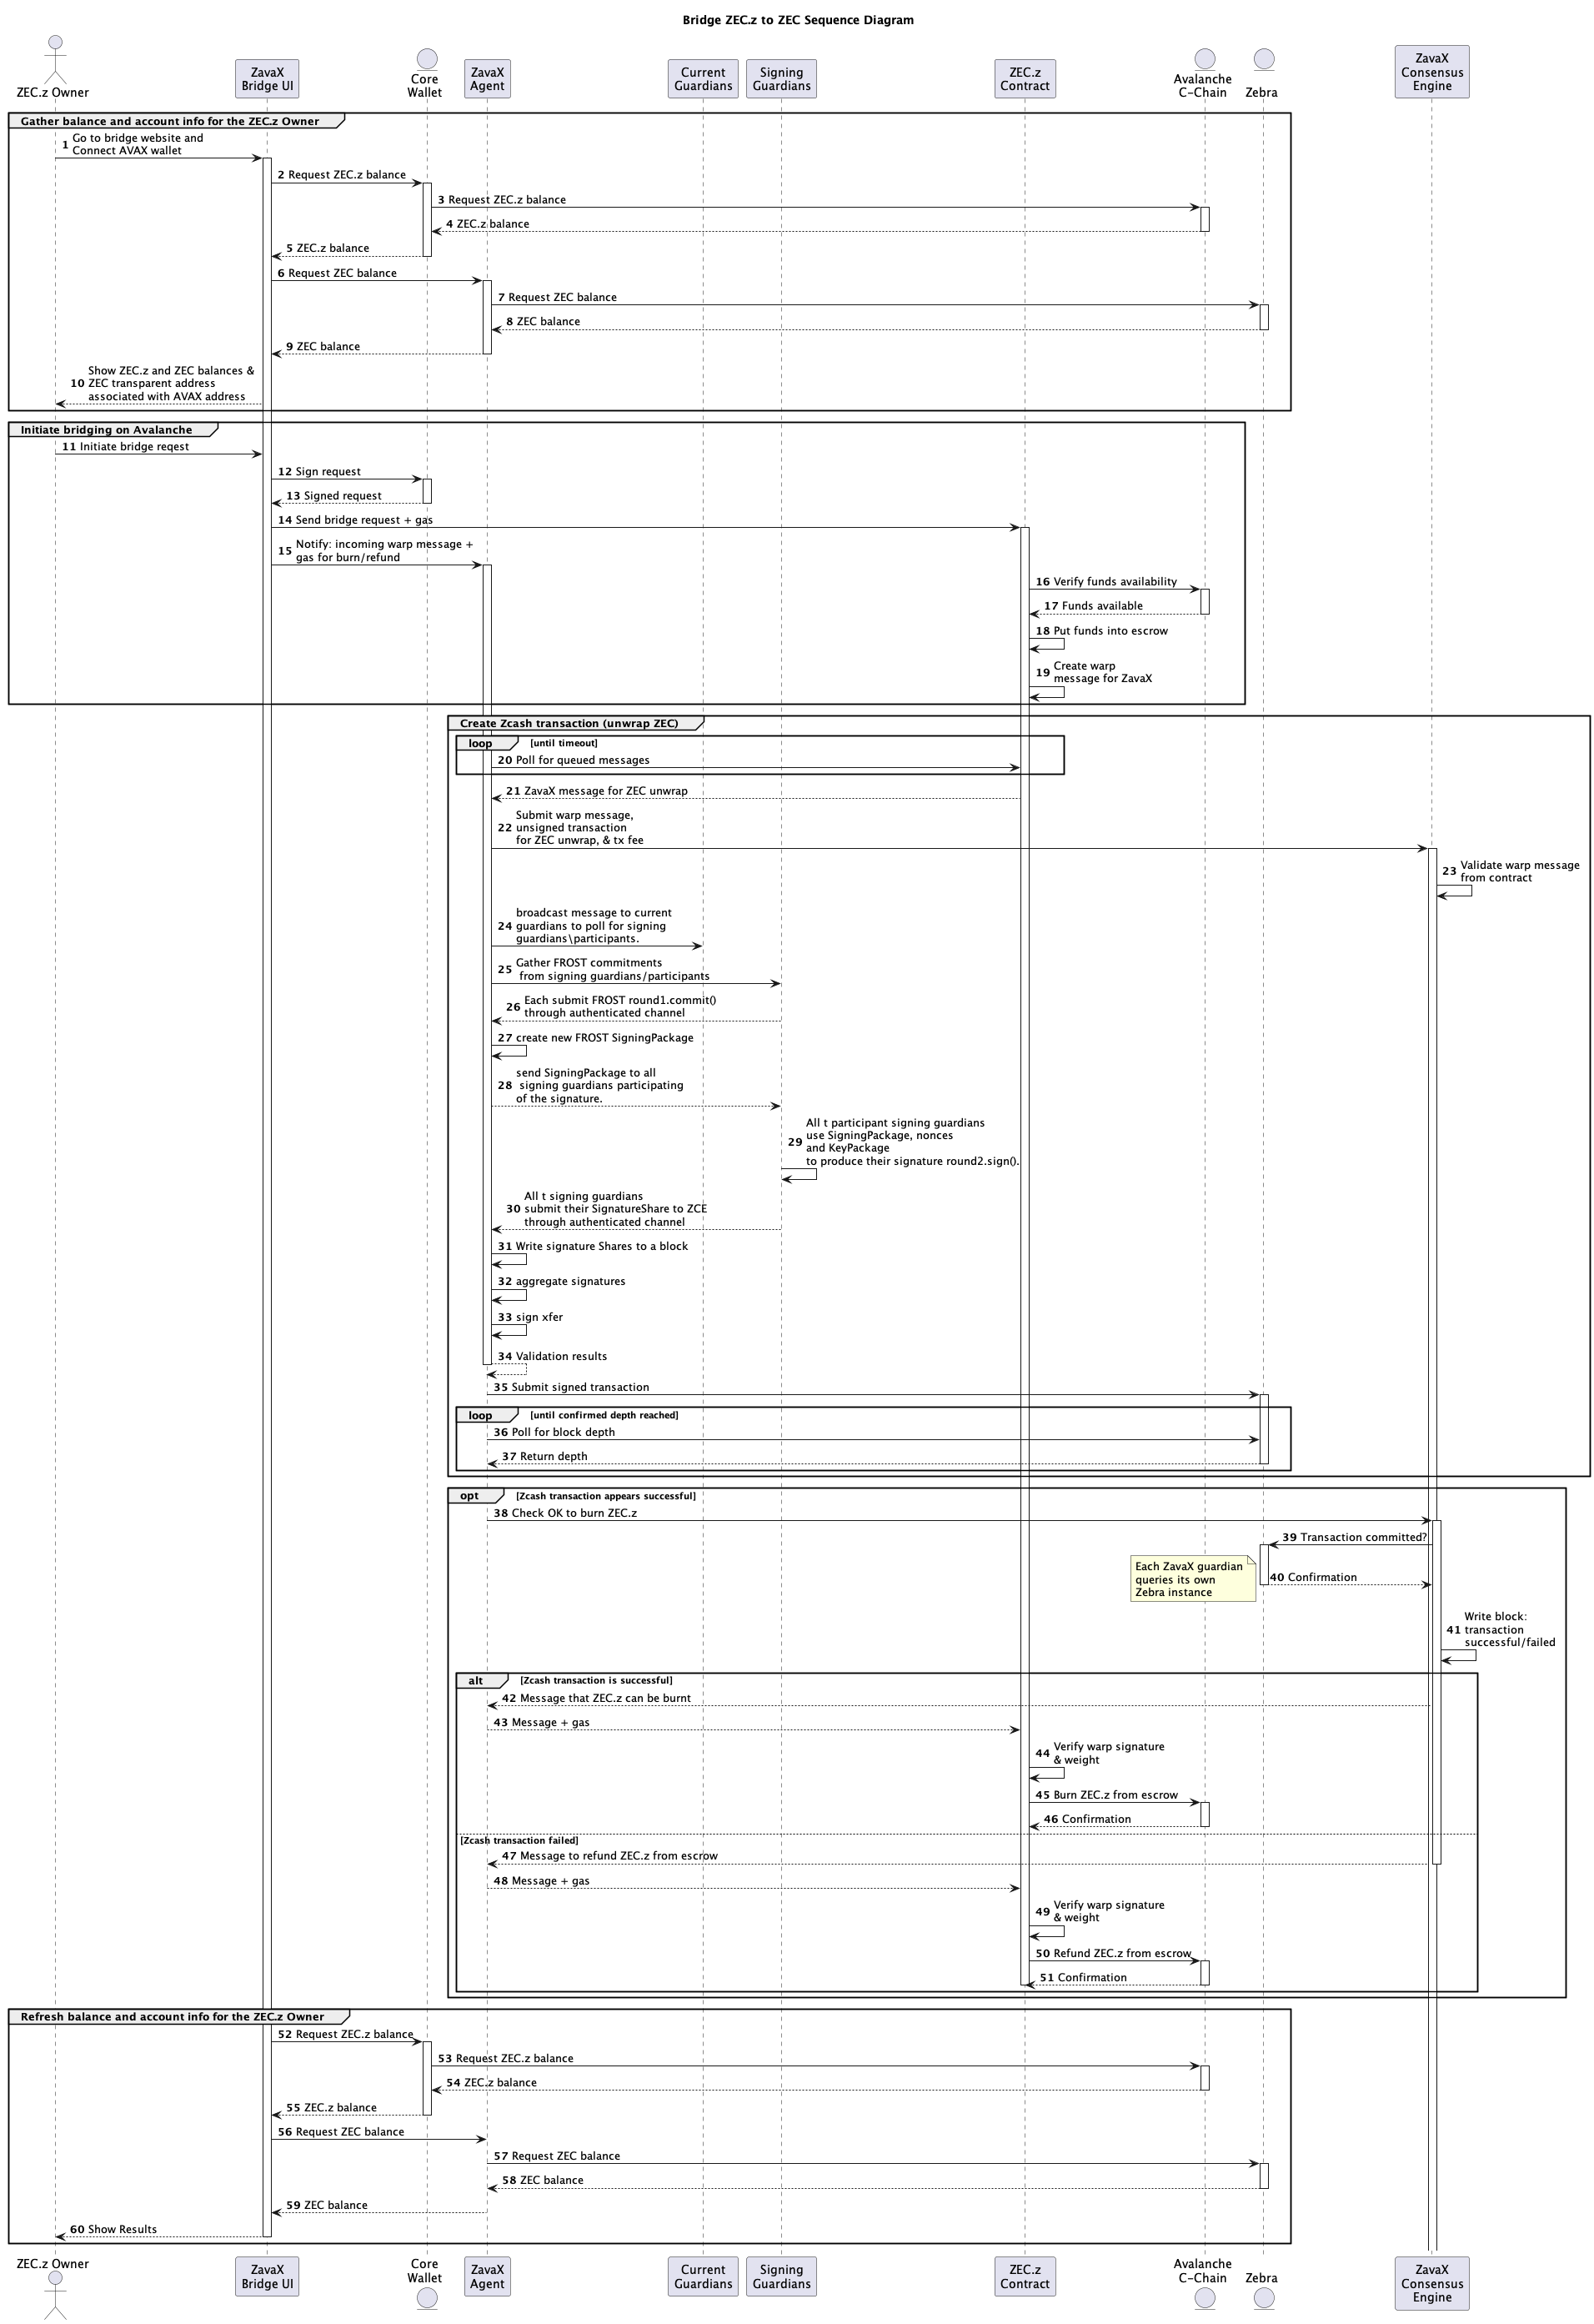 Bridge ZEC.z to ZEC Sequence Diagram
ZEC.z Owner
ZavaX
Bridge UI
Core
Wallet
ZavaX
Agent
Current
Guardians
Signing
Guardians
ZEC.z
Contract
Avalanche
C-Chain
Zebra
ZavaX
Consensus
Engine
Gather balance and account info for the ZEC.z Owner
1 Go to bridge website and
Connect AVAX wallet
2 Request ZEC.z balance
3 Request ZEC.z balance
4 ZEC.z balance
5 ZEC.z balance
6 Request ZEC balance
7 Request ZEC balance
8 ZEC balance
9 ZEC balance
Show ZEC.z and ZEC balances &
10 ZEC transparent address
associated with AVAX address
Initiate bridging on Avalanche
11 Initiate bridge reqest
12 Sign request
13 Signed request
14 Send bridge request + gas
15 Notify: incoming warp message +
gas for burn/refund
16 Verify funds availability
17 Funds available
18 Put funds into escrow
19 Create warp
message for ZavaX
Create Zcash transaction (unwrap ZEC)
loop [until timeout]
20 Poll for queued messages
21 ZavaX message for ZEC unwrap
Submit warp message,
22 unsigned transaction
for ZEC unwrap, & tx fee
23 Validate warp message
from contract
broadcast message to current
24 guardians to poll for signing
guardians\participants.
25 Gather FROST commitments
from signing guardians/participants
26 Each submit FROST round1.commit()
through authenticated channel
27 create new FROST SigningPackage
send SigningPackage to all
28 signing guardians participating
of the signature.
All t participant signing guardians
29 use SigningPackage, nonces
and KeyPackage
to produce their signature round2.sign().
All t signing guardians
30 submit their SignatureShare to ZCE
through authenticated channel
31 Write signature Shares to a block
32 aggregate signatures
33 sign xfer
34 Validation results
35 Submit signed transaction
loop [until confirmed depth reached]
36 Poll for block depth
37 Return depth
opt [Zcash transaction appears successful]
38 Check OK to burn ZEC.z
39 Transaction committed?
Each ZavaX guardian
queries its own
Zebra instance
40 Confirmation
Write block:
41 transaction
successful/failed
alt [Zcash transaction is successful]
42 Message that ZEC.z can be burnt
43 Message + gas
44 Verify warp signature
& weight
45 Burn ZEC.z from escrow
46 Confirmation
[Zcash transaction failed]
47 Message to refund ZEC.z from escrow
48 Message + gas
49 Verify warp signature
& weight
50 Refund ZEC.z from escrow
51 Confirmation
Refresh balance and account info for the ZEC.z Owner
52 Request ZEC.z balance
53 Request ZEC.z balance
54 ZEC.z balance
55 ZEC.z balance
56 Request ZEC balance
57 Request ZEC balance
58 ZEC balance
59 ZEC balance
60 Show Results
ZEC.z Owner
ZavaX
Bridge UI
Core
Wallet
ZavaX
Agent
Current
Guardians
Signing
Guardians
ZEC.z
Contract
Avalanche
C-Chain
Zebra
ZavaX
Consensus
Engine